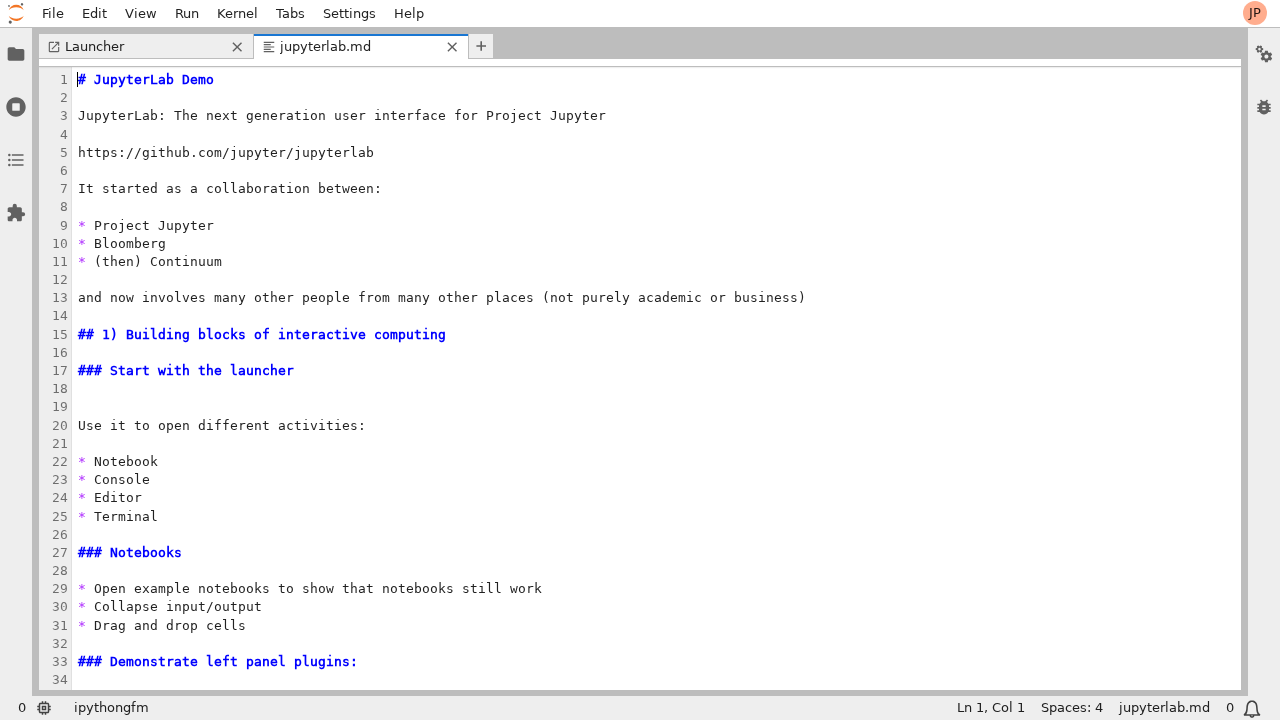 File Edit View Run Kernel Tabs Settings Help JP
Launcher jupyterlab.md
1 # JupyterLab Demo
2
3 JupyterLab: The next generation user interface for Project Jupyter
4
5 https://github.com/jupyter/jupyterlab
6
7 It started as a collaboration between:
8
9 * Project Jupyter
10 * Bloomberg
11 * (then) Continuum
12
13 and now involves many other people from many other places (not purely academic or business)
14
15 ## 1) Building blocks of interactive computing
16
17 ### Start with the launcher
18
19
20 Use it to open different activities:
21
22 * Notebook
23 * Console
24 * Editor
25 * Terminal
26
27 ### Notebooks
28
29 * Open example notebooks to show that notebooks still work
30 * Collapse input/output
31 * Drag and drop cells
32
33 ### Demonstrate left panel plugins:
34
0 ipythongfm Ln 1, Col 1 Spaces: 4 jupyterlab.md 0